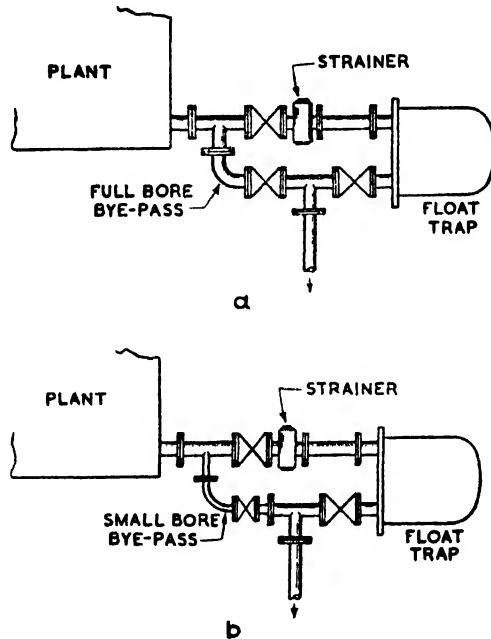 STRAINER
PLANT
FULL BORE
BYE-PASS
FLOAT
TRAP
a
STRAINER
PLANT
SMALL BORE
BYE-PASS
FLOAT
TRAP
b